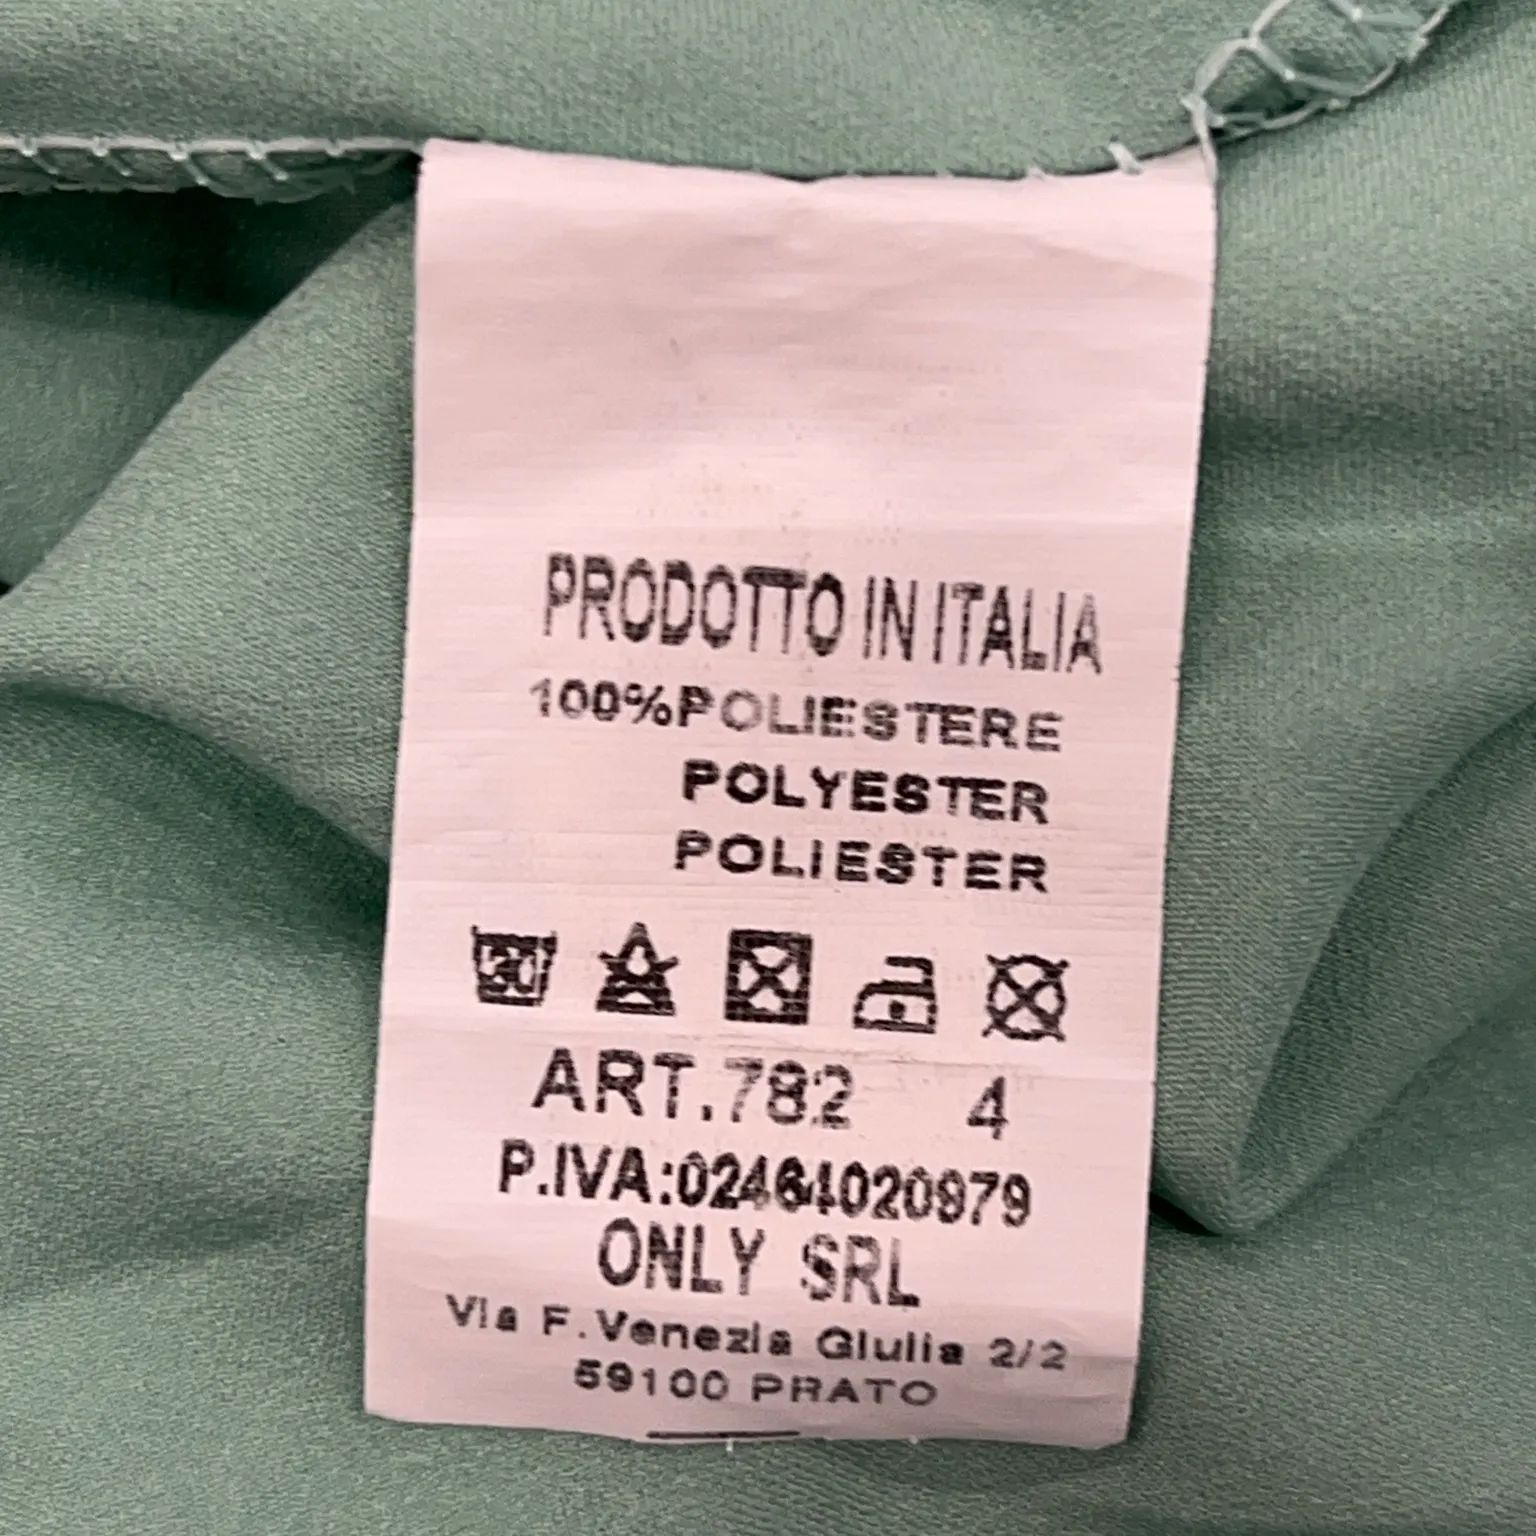 PRODOTTO IN ITALIA
100%POLIESTERE
POLYESTER
POLIESTER
30
ART.782 4
P.IVA:02464020979
ONLY SRL
Via F.Venezia Giulia 2/2
59100 PRATO